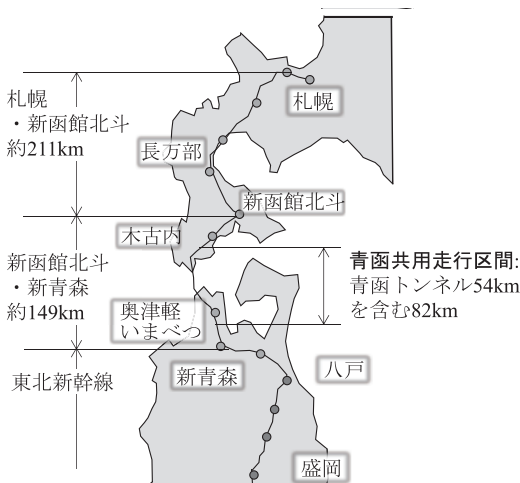 札幌
・新函館北斗
約211km
札幌
長万部
新函館北斗
木古内
新函館北斗
・新青森
約149km
青函共用走行区間:
青函トンネル54km
を含む82km
奥津軽
いまべつ
東北新幹線
新青森
八戸
盛岡